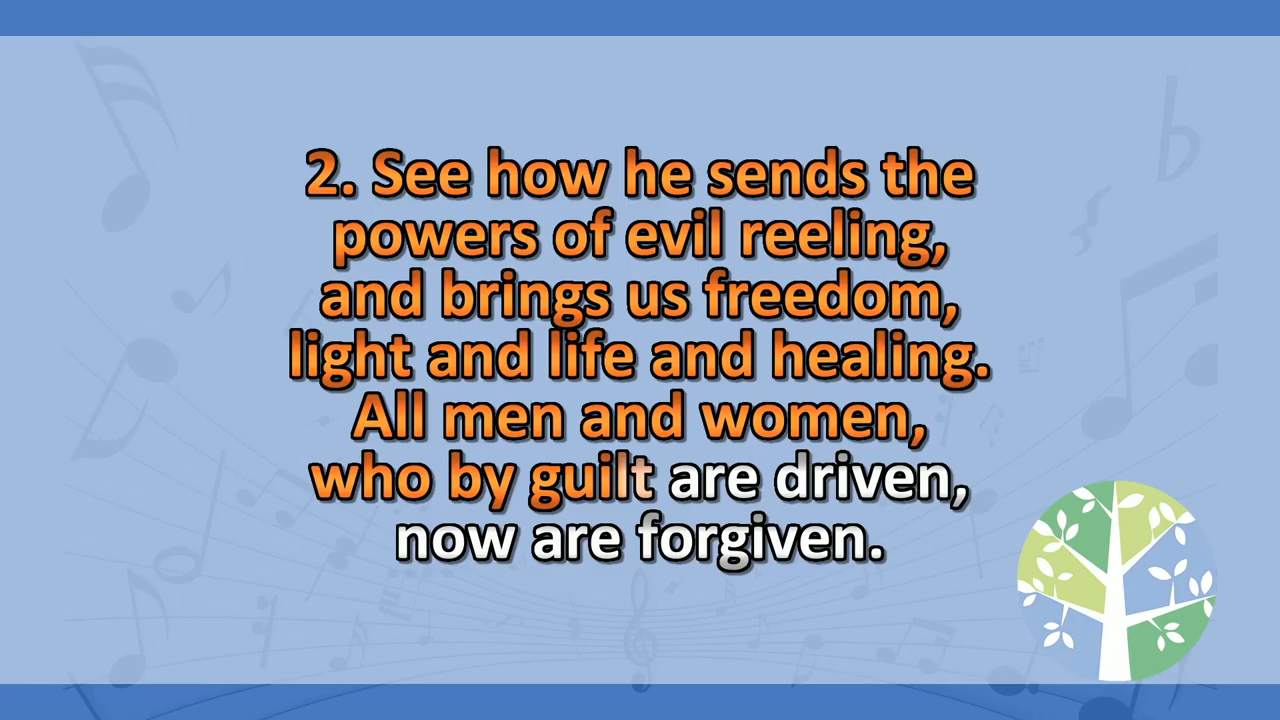 2. See how he sends the
powers of evil reeling,
and brings us freedom,
light and life and healing.
All men and women,
who by guilt are driven,
now are forgiven.